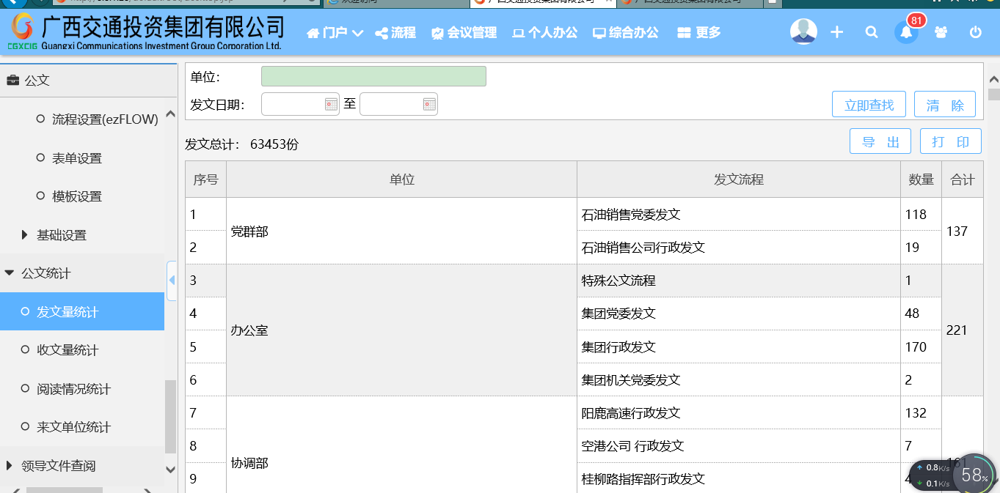 广西交通投资集团有限公司
CGXCIG Guangxi Communications Investment Group Corporation Ltd.
门户 流程 会议管理 个人办公 综合办公 更多 81
公文
流程设置(ezFLOW)
表单设置
模板设置
基础设置
公文统计
发文量统计
收文量统计
阅读情况统计
来文单位统计
领导文件查阅
单位：
发文日期： 至 立即查找 清 除
发文总计： 63453份 导 出 打 印
序号 单位 发文流程 数量 合计
1 党群部 石油销售党委发文 118 137
2 石油销售公司行政发文 19
3 办公室 特殊公文流程 1 221
4 集团党委发文 48
5 集团行政发文 170
6 集团机关党委发文 2
7 协调部 阳鹿高速行政发文 132 161
8 空港公司 行政发文 7
9 桂柳路指挥部行政发文 4
0.8K/s
0.1K/s
58%